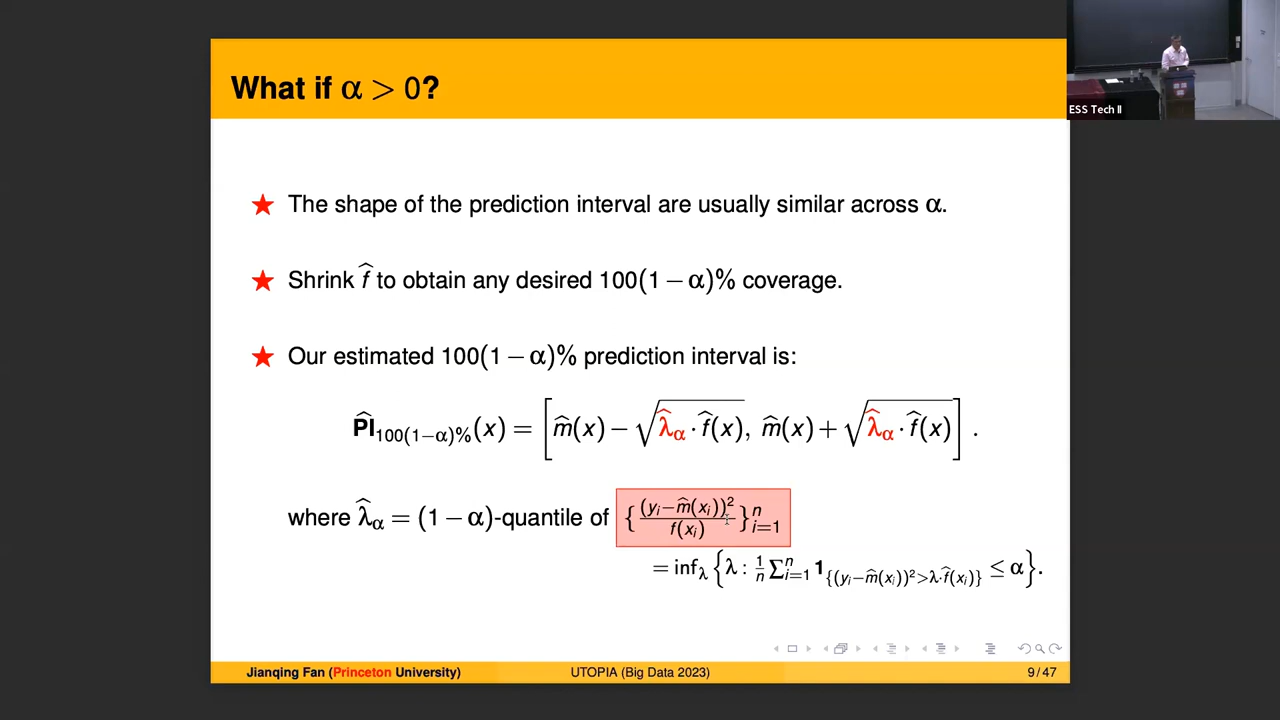 What if α > 0?
ESS Tech II
★ The shape of the prediction interval are usually similar across α.
★ Shrink f̂ to obtain any desired 100(1 − α)% coverage.
★ Our estimated 100(1 − α)% prediction interval is:
P̂I₁₀₀₍₁₋α₎%(x) = [m̂(x) − √(λ̂α · f̂(x)), m̂(x) + √(λ̂α · f̂(x))] .
where λ̂α = (1 − α)-quantile of {(yᵢ−m̂(xᵢ))²/f(xᵢ)}ⁿᵢ₌₁
= infλ {λ : 1/n ∑ⁿᵢ₌₁ 1{(yᵢ−m̂(xᵢ))²>λ·f̂(xᵢ)} ≤ α}.
Jianqing Fan (Princeton University) UTOPIA (Big Data 2023) 9 / 47